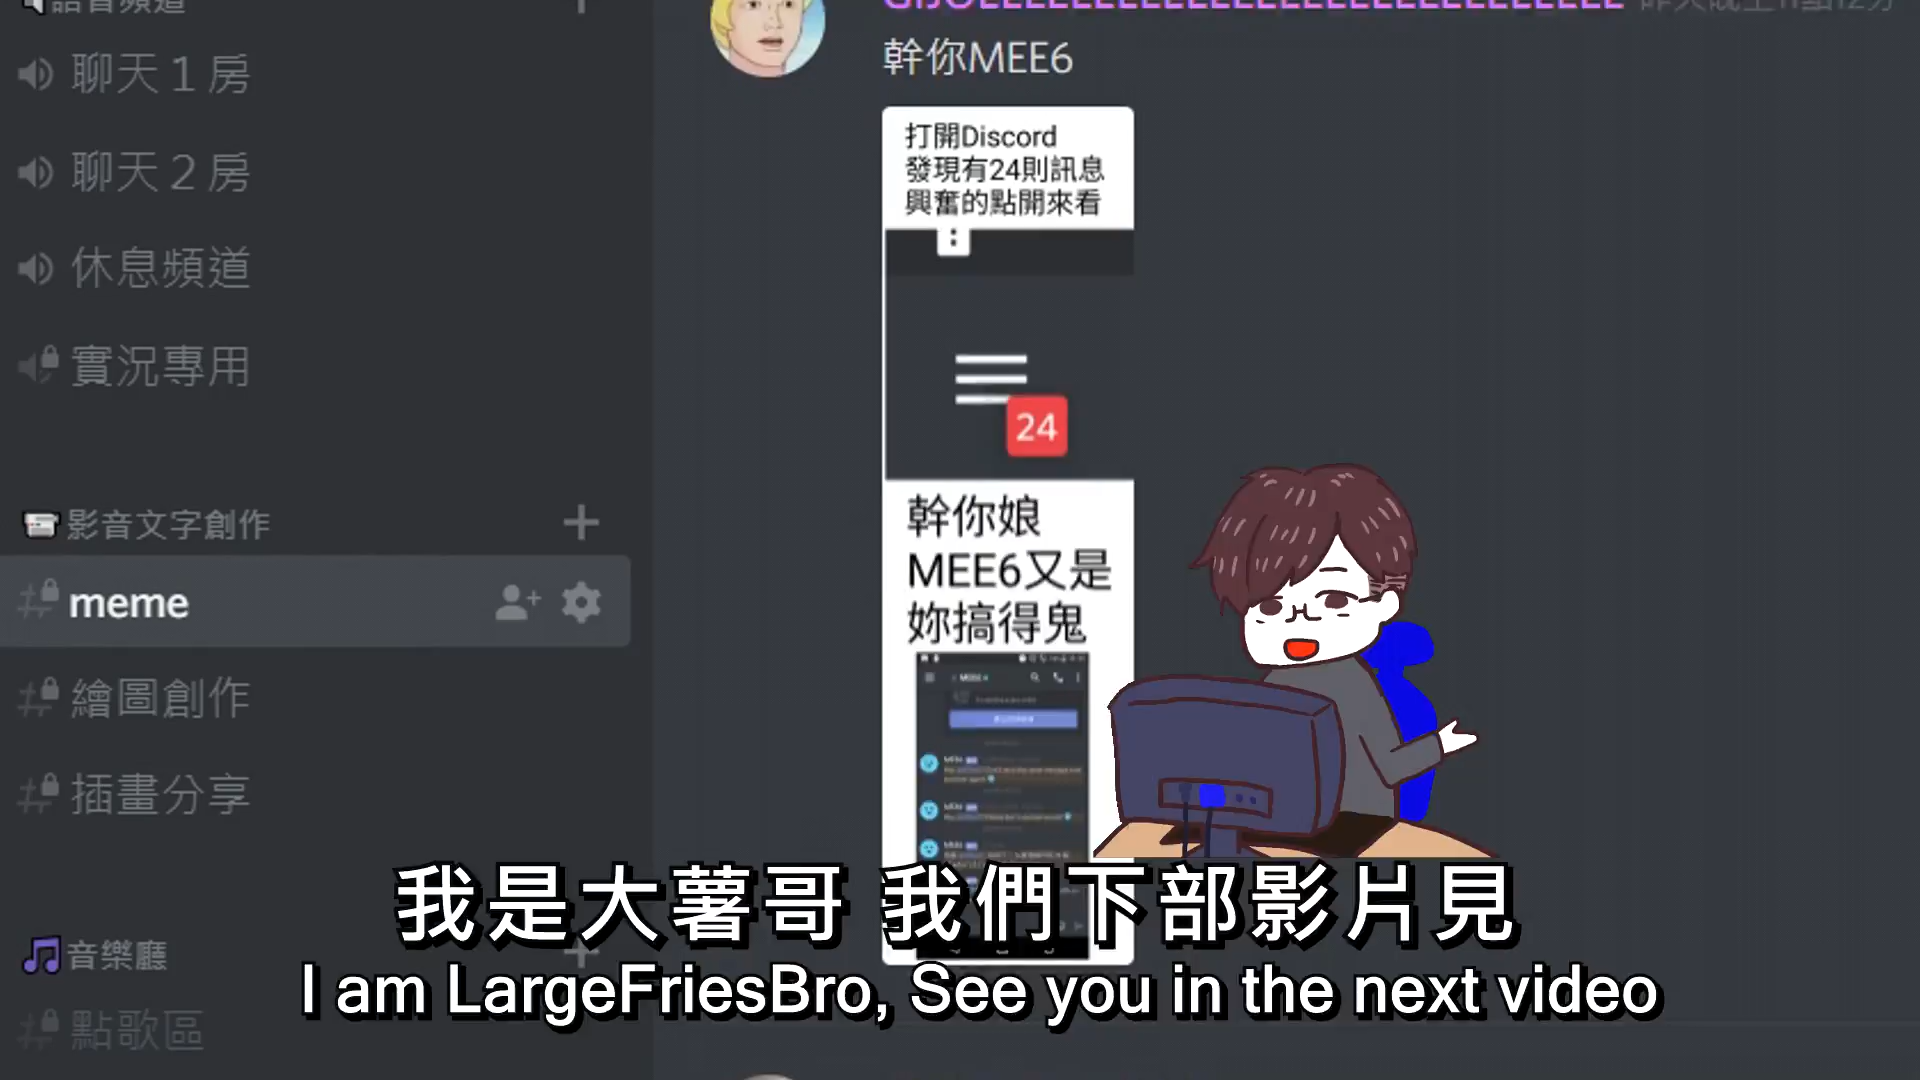 語音頻道
聊天１房
聊天２房
休息頻道
實況專用
影音文字創作
meme
繪圖創作
插畫分享
音樂廳
點歌區
幹你MEE6
打開Discord
發現有24則訊息
興奮的點開來看
24
幹你娘
MEE6又是
妳搞得鬼
我是大薯哥 我們下部影片見
I am LargeFriesBro, See you in the next video